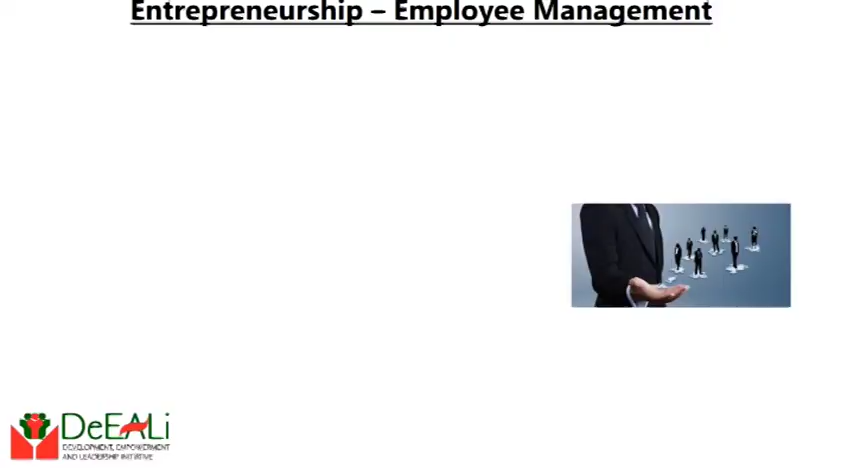 Entrepreneurship – Employee Management
DeEALi
DEVELOPMENT, EMPOWERMENT
AND LEADERSHIP INITIATIVE